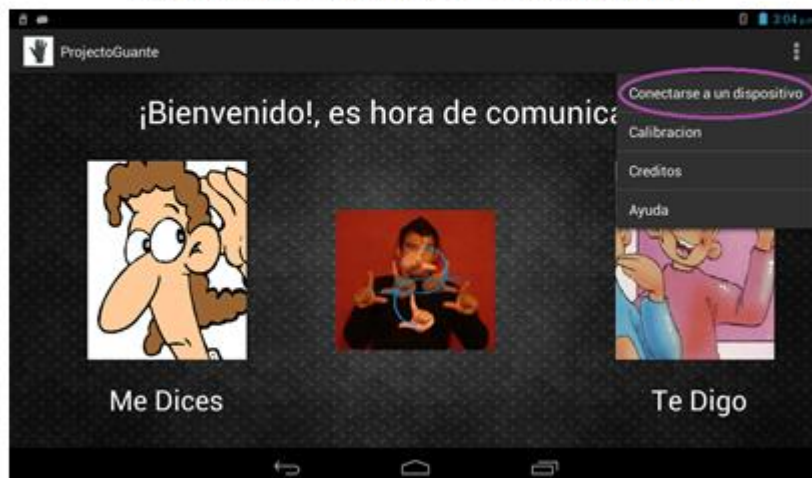 3:04
ProjectoGuante
Conectarse a un dispositivo
¡Bienvenido!, es hora de comunica
Calibracion
Creditos
Ayuda
Me Dices
Te Digo